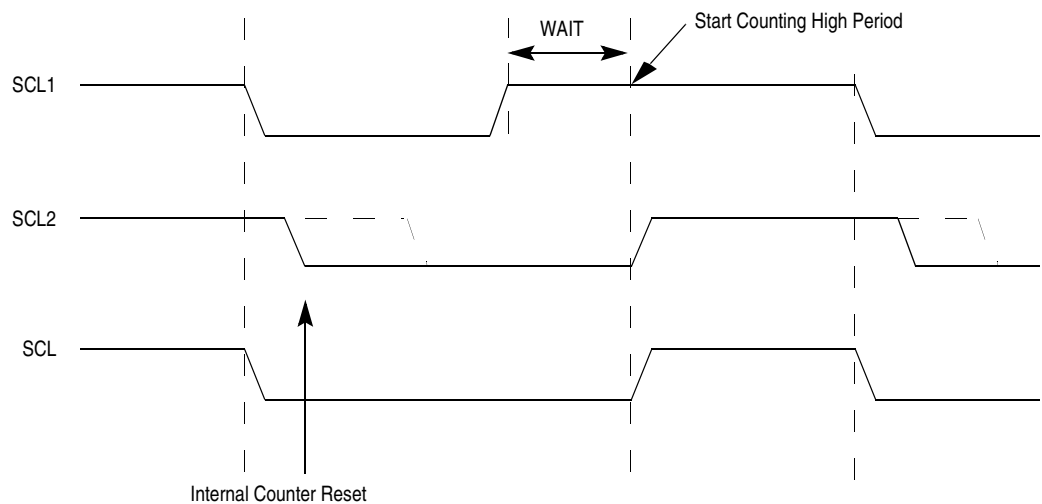 Start Counting High Period
WAIT
SCL1
SCL2
SCL
Internal Counter Reset